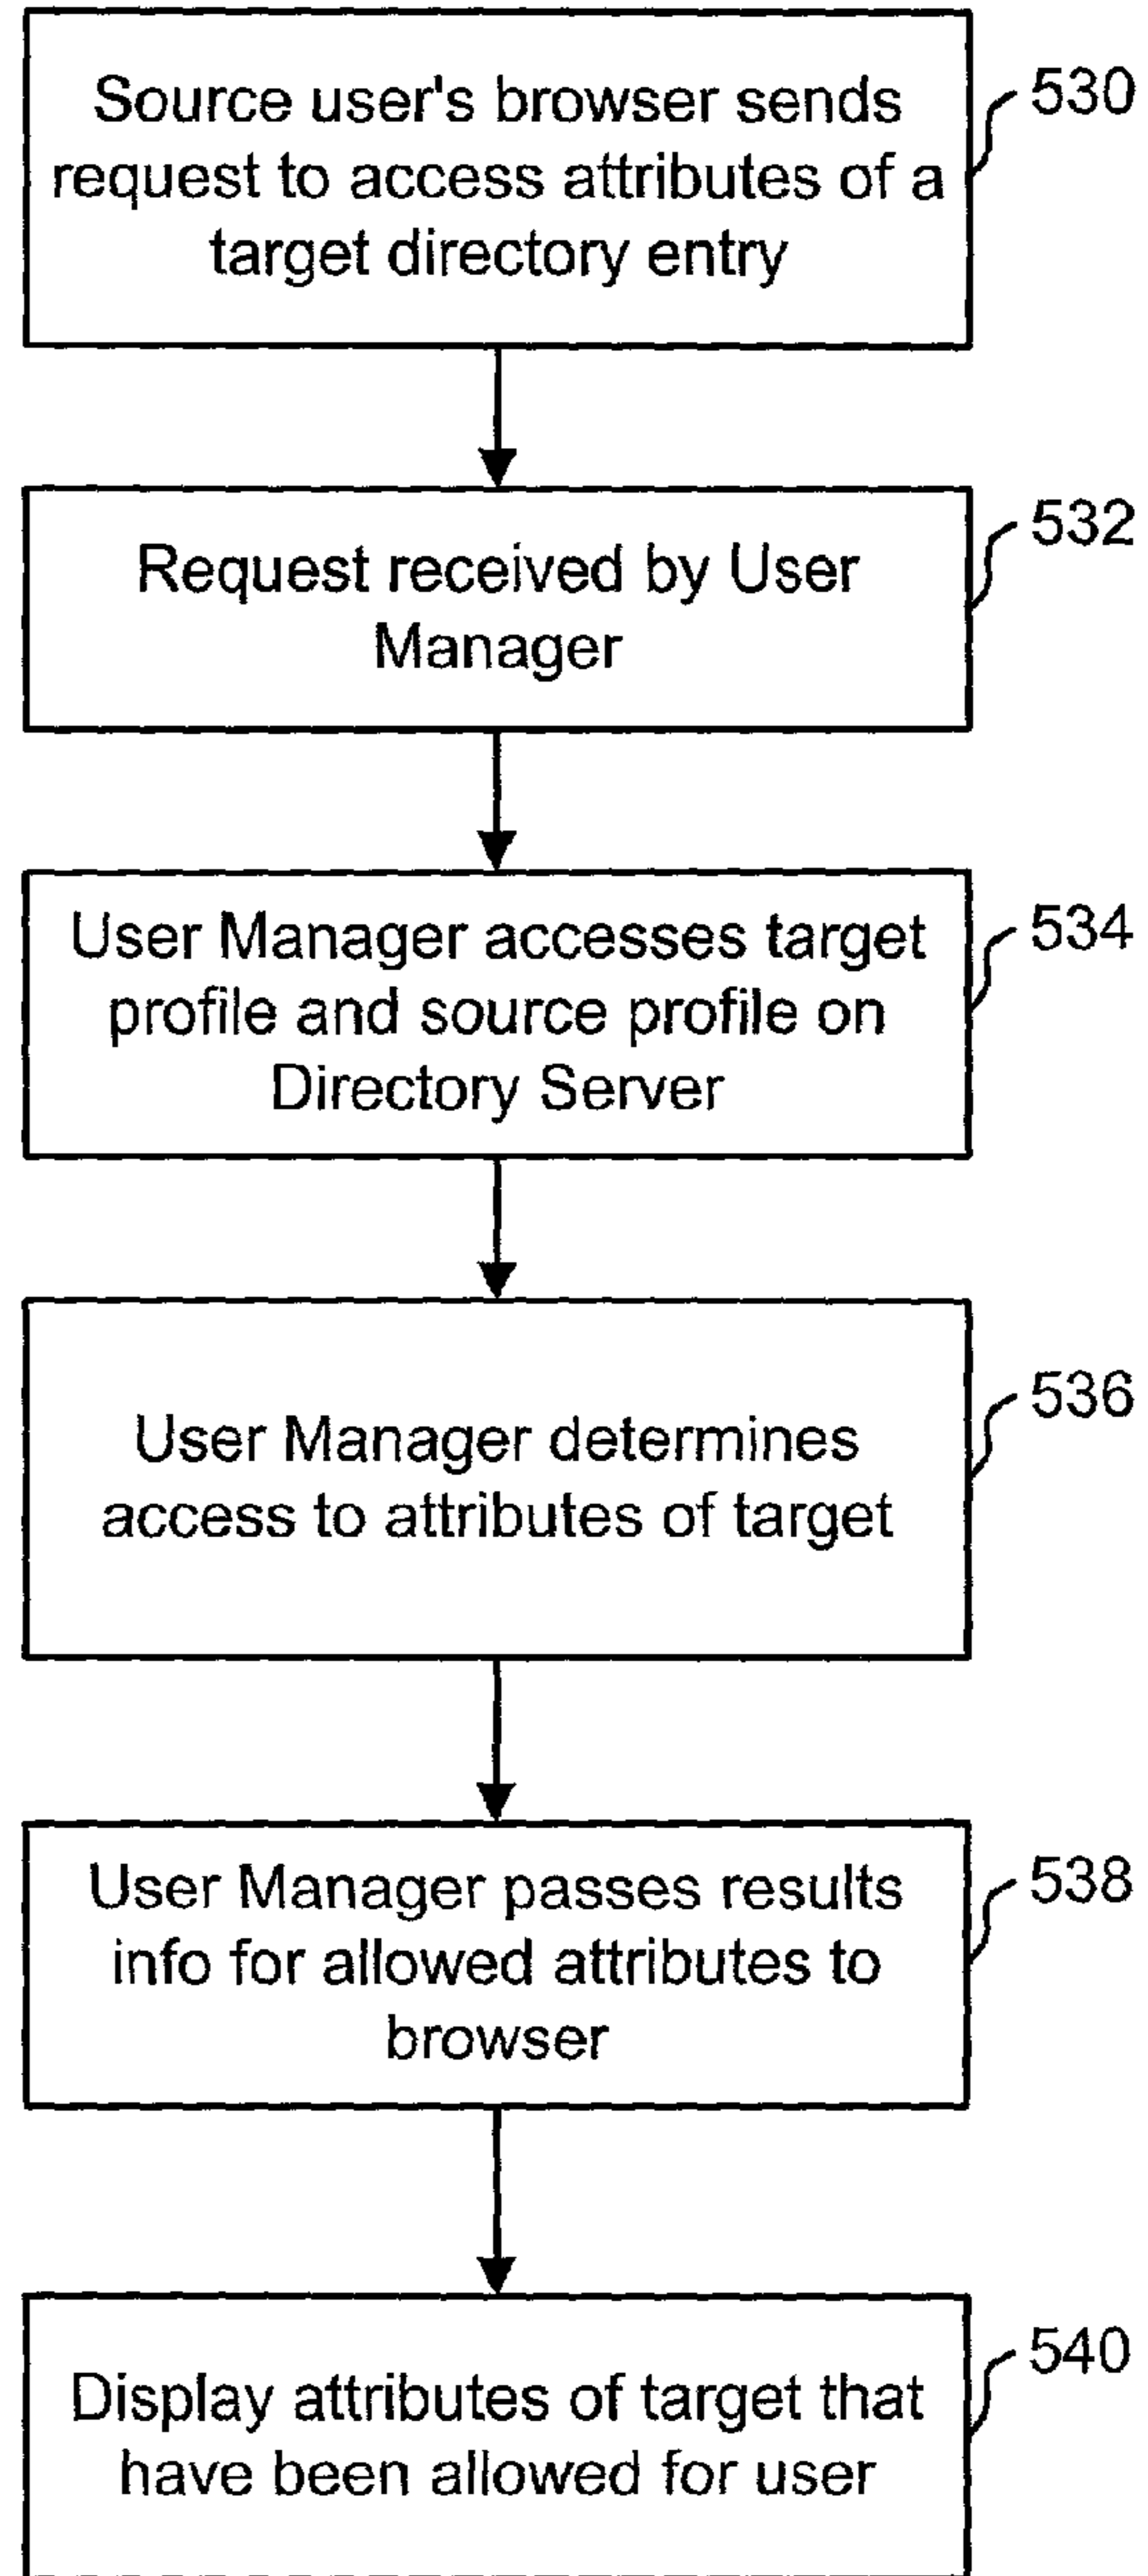 Source user's browser sends
request to access attributes of a
target directory entry
530
Request received by User
Manager
532
User Manager accesses target
profile and source profile on
Directory Server
534
User Manager determines
access to attributes of target
536
User Manager passes results
info for allowed attributes to
browser
538
Display attributes of target that
have been allowed for user
540